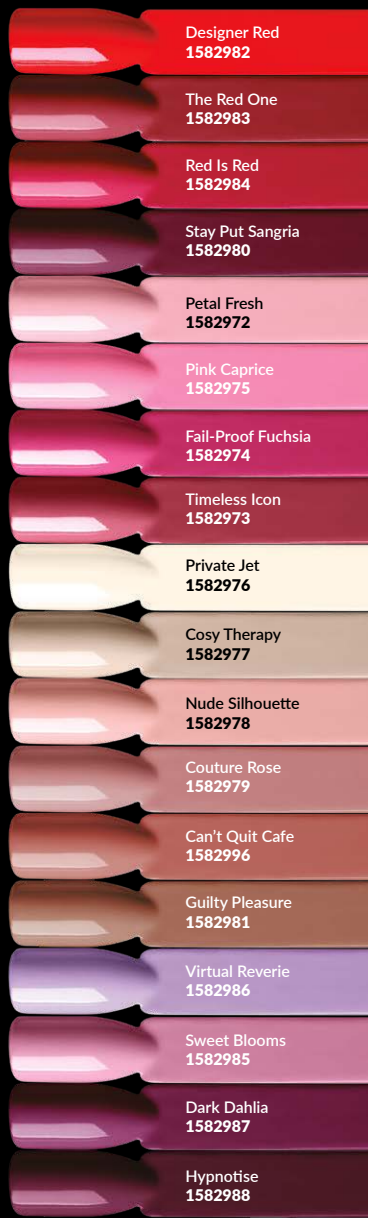 Designer Red
1582982
The Red One
1582983
Red Is Red
1582984
Stay Put Sangria
1582980
Petal Fresh
1582972
Pink Caprice
1582975
Fail-Proof Fuchsia
1582974
Timeless Icon
1582973
Private Jet
1582976
Cosy Therapy
1582977
Nude Silhouette
1582978
Couture Rose
1582979
Can't Quit Cafe
1582996
Guilty Pleasure
1582981
Virtual Reverie
1582986
Sweet Blooms
1582985
Dark Dahlia
1582987
Hypnotise
1582988